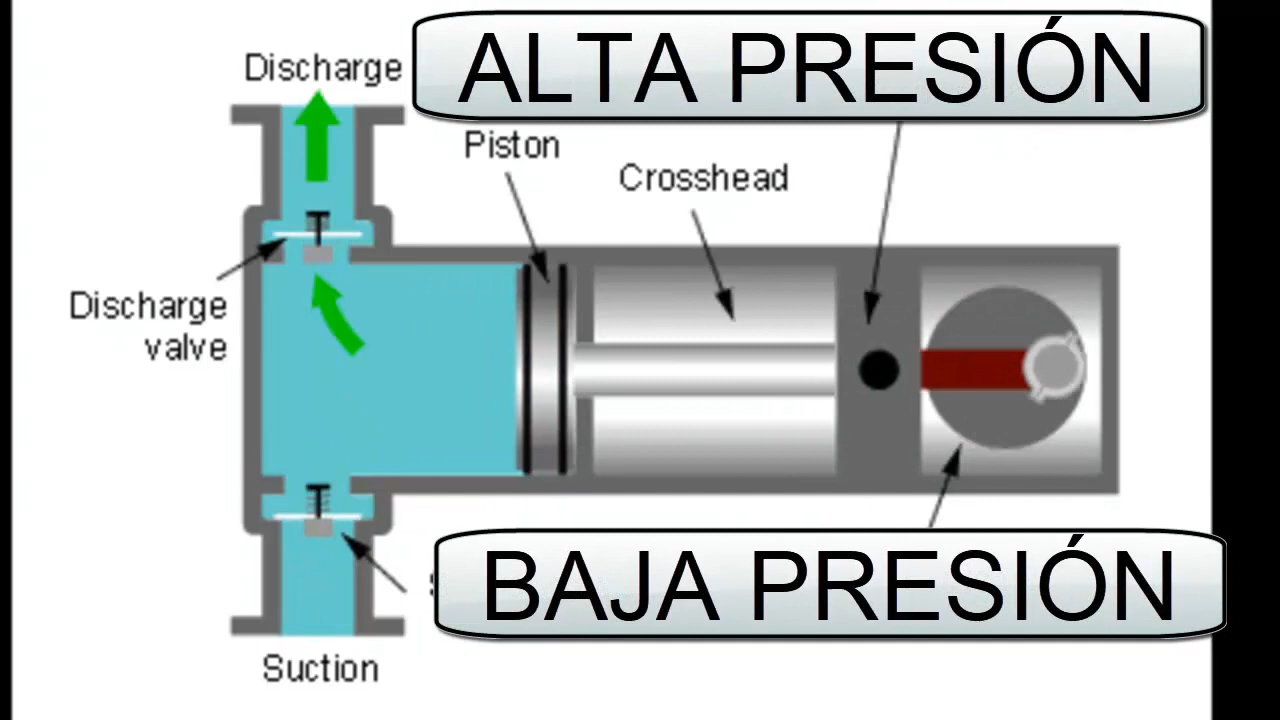 Discharge
ALTA PRESIÓN
Piston
Crosshead
Discharge
valve
BAJA PRESIÓN
Suction